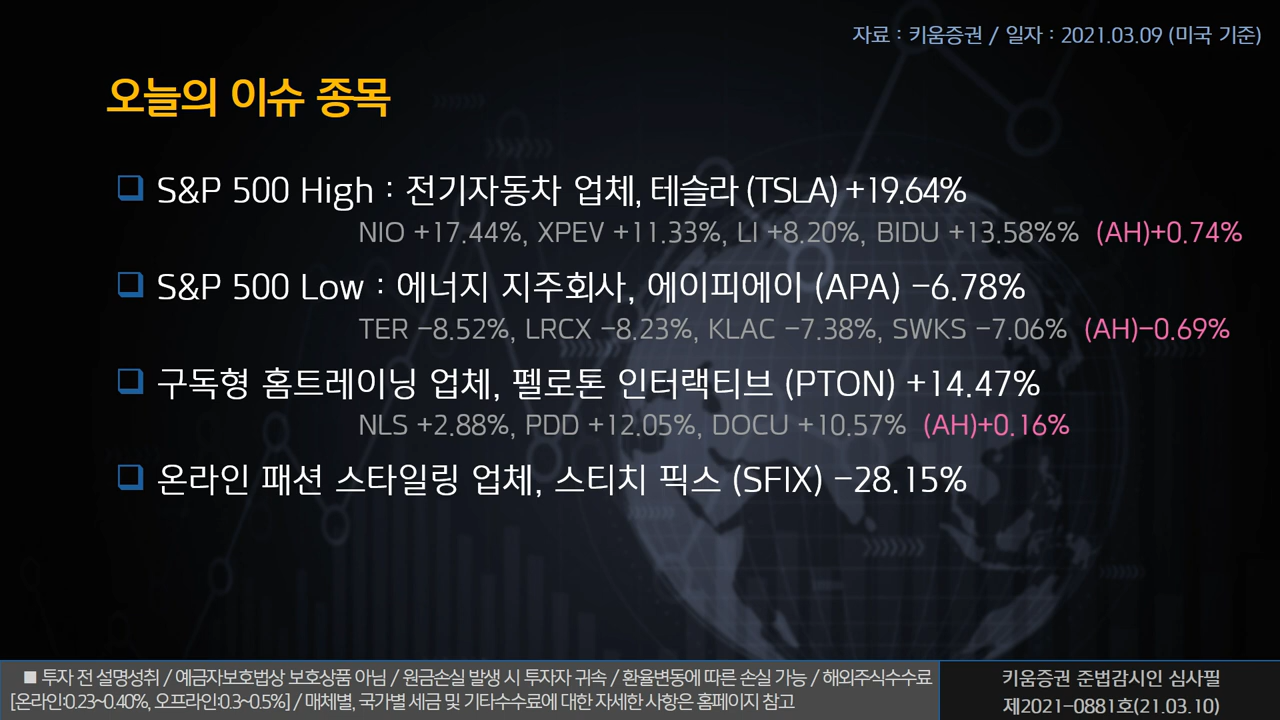 자료 : 키움증권 / 일자 : 2021.03.09 (미국 기준)
오늘의 이슈 종목
❑ S&P 500 High : 전기자동차 업체, 테슬라 (TSLA) +19.64%
NIO +17.44%, XPEV +11.33%, LI +8.20%, BIDU +13.58%% (AH)+0.74%
❑ S&P 500 Low : 에너지 지주회사, 에이피에이 (APA) -6.78%
TER -8.52%, LRCX -8.23%, KLAC -7.38%, SWKS -7.06% (AH)-0.69%
❑ 구독형 홈트레이닝 업체, 펠로톤 인터랙티브 (PTON) +14.47%
NLS +2.88%, PDD +12.05%, DOCU +10.57% (AH)+0.16%
❑ 온라인 패션 스타일링 업체, 스티치 픽스 (SFIX) -28.15%
■ 투자 전 설명성취 / 예금자보호법상 보호상품 아님 / 원금손실 발생 시 투자자 귀속 / 환율변동에 따른 손실 가능 / 해외주식수수료
[온라인:0.23~0.40%, 오프라인:0.3~0.5%] / 매체별, 국가별 세금 및 기타수수료에 대한 자세한 사항은 홈페이지 참고
키움증권 준법감시인 심사필
제2021-0881호(21.03.10)